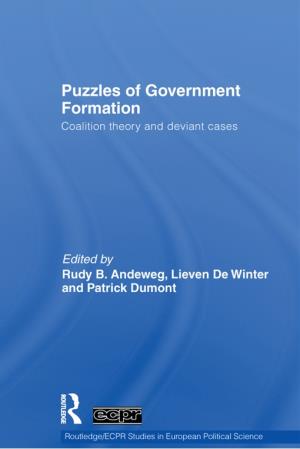 Puzzles of Government
Formation
Coalition theory and deviant cases
Edited by
Rudy B. Andeweg, Lieven De Winter
and Patrick Dumont
ROUTLEDGE
ecpr
Routledge/ECPR Studies in European Political Science